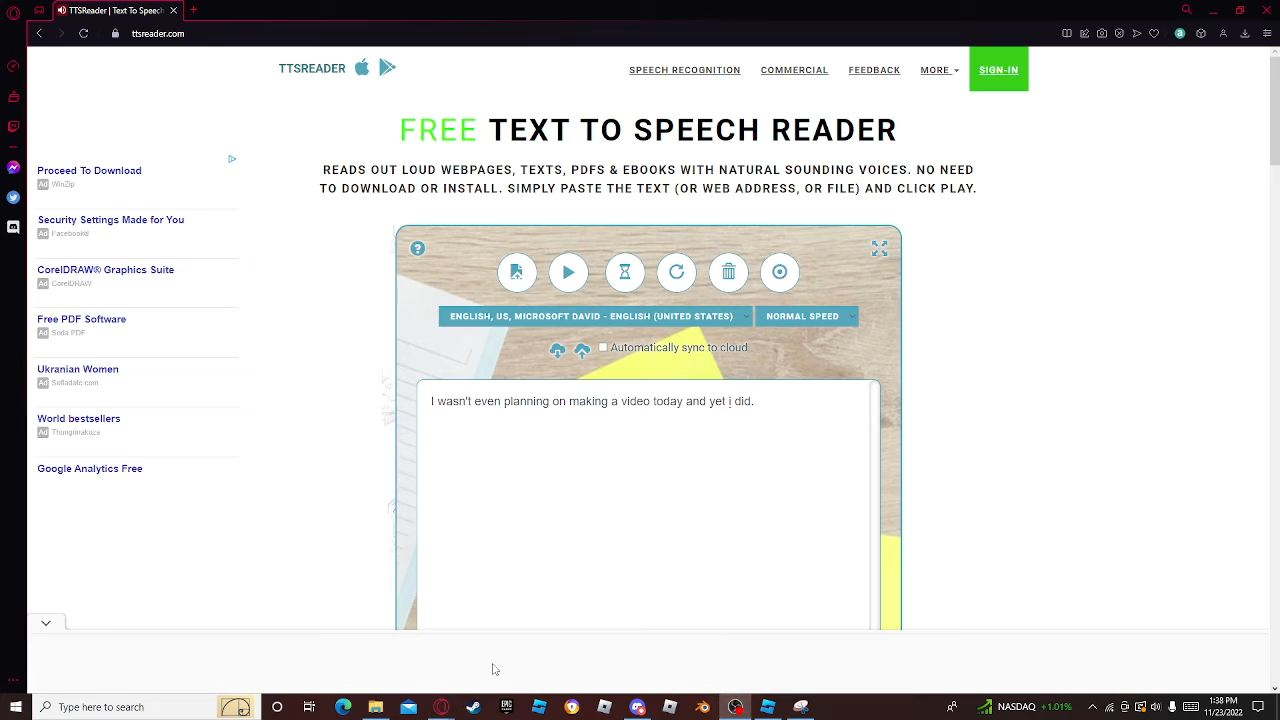 TTSReader | Text To Speech
ttsreader.com
TTSREADER
SPEECH RECOGNITION
COMMERCIAL
FEEDBACK
MORE
SIGN-IN
FREE TEXT TO SPEECH READER
READS OUT LOUD WEBPAGES, TEXTS, PDFS & EBOOKS WITH NATURAL SOUNDING VOICES. NO NEED
TO DOWNLOAD OR INSTALL. SIMPLY PASTE THE TEXT (OR WEB ADDRESS, OR FILE) AND CLICK PLAY.
Proceed To Download
Ad WinZip
Security Settings Made for You
Ad Facebook®
CorelDRAW® Graphics Suite
Ad CorelDRAW
Free PDF Software
Ad Soda PDF
Ukranian Women
Ad Sofiadate.com
World bestsellers
Ad
Google Analytics Free
ENGLISH, US, MICROSOFT DAVID - ENGLISH (UNITED STATES)
NORMAL SPEED
Automatically sync to cloud
I wasn't even planning on making a video today and yet i did.
Type here to search
EPIC
NASDAQ +1.01%
1:38 PM
11/23/2022